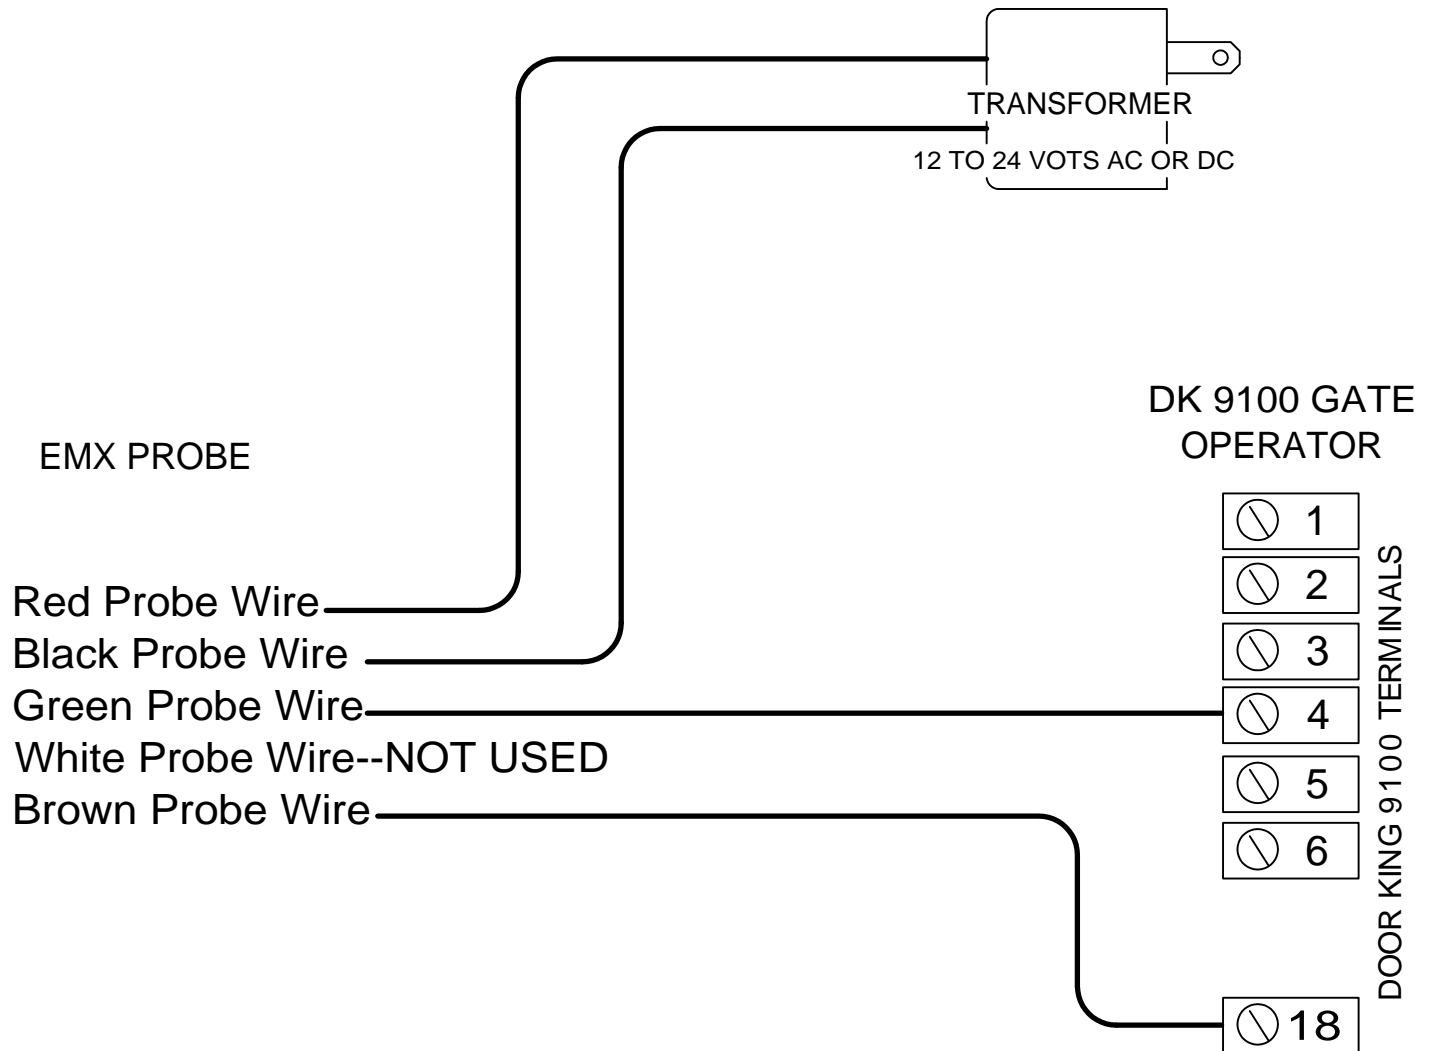 TRANSFORMER
12 TO 24 VOTS AC OR DC
DK 9100 GATE
OPERATOR
EMX PROBE
1
2
3
4
5
6
18
DOOR KING 9100 TERMINALS
Red Probe Wire
Black Probe Wire
Green Probe Wire
White Probe Wire--NOT USED
Brown Probe Wire